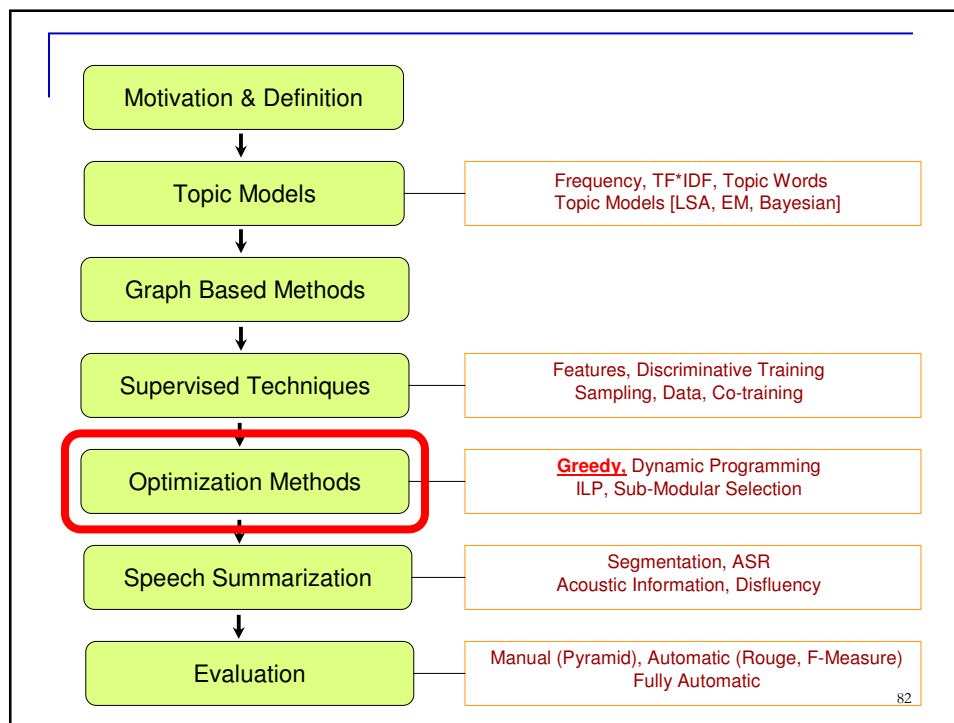 Motivation & Definition
Topic Models
Frequency, TF*IDF, Topic Words
Topic Models [LSA, EM, Bayesian]
Graph Based Methods
Supervised Techniques
Features, Discriminative Training
Sampling, Data, Co-training
Optimization Methods
Greedy, Dynamic Programming
ILP, Sub-Modular Selection
Speech Summarization
Segmentation, ASR
Acoustic Information, Disfluency
Evaluation
Manual (Pyramid), Automatic (Rouge, F-Measure)
Fully Automatic
82